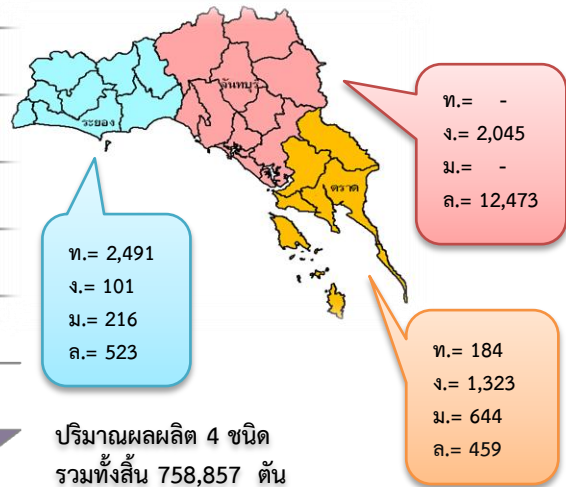 จันทบุรี
ระยอง
ตราด
ท.= -
ง.= 2,045
ม.= -
ล.= 12,473
ท.= 2,491
ง.= 101
ม.= 216
ล.= 523
ท.= 184
ง.= 1,323
ม.= 644
ล.= 459
ปริมาณผลผลิต 4 ชนิด
รวมทั้งสิ้น 758,857 ตัน